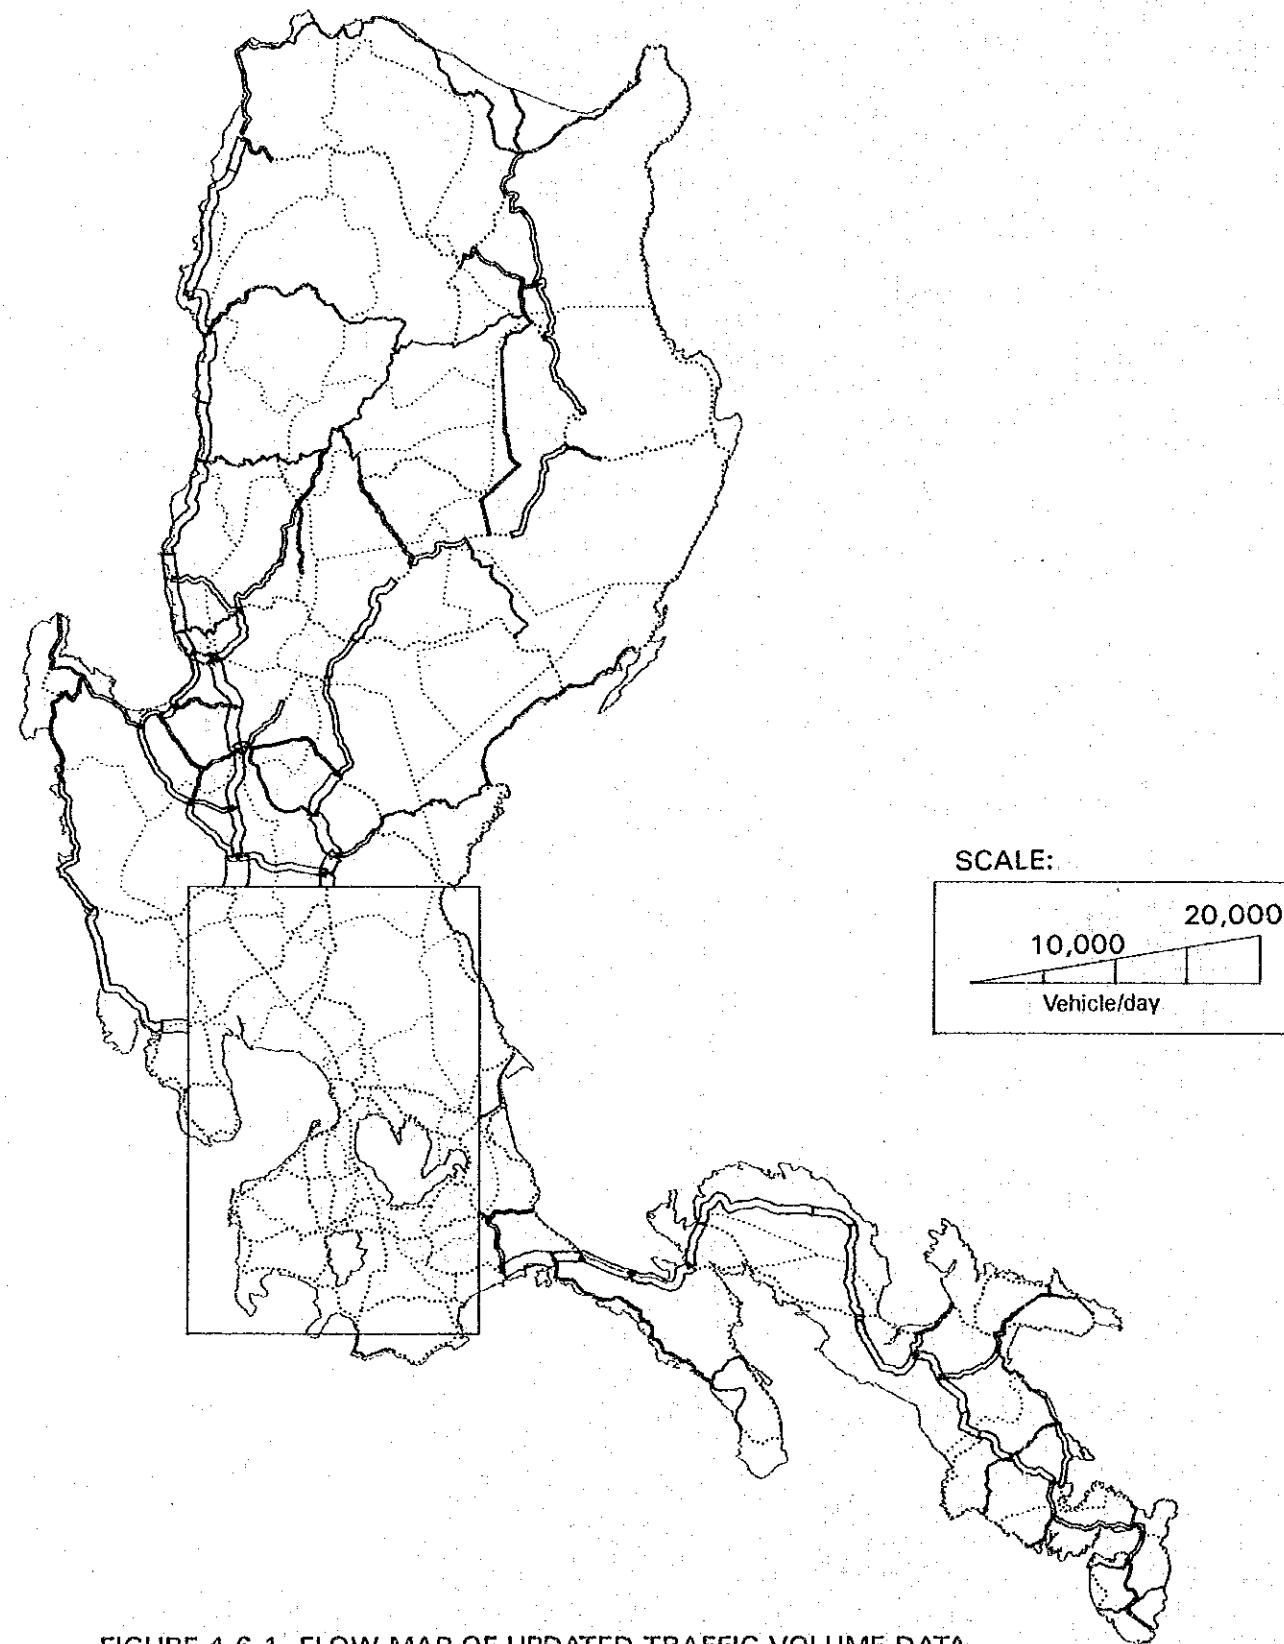 SCALE:
20,000
10,000
Vehicle/day
FIGURE 4.6-1 FLOW MAP OF UPDATED TRAFFIC VOLUME DATA